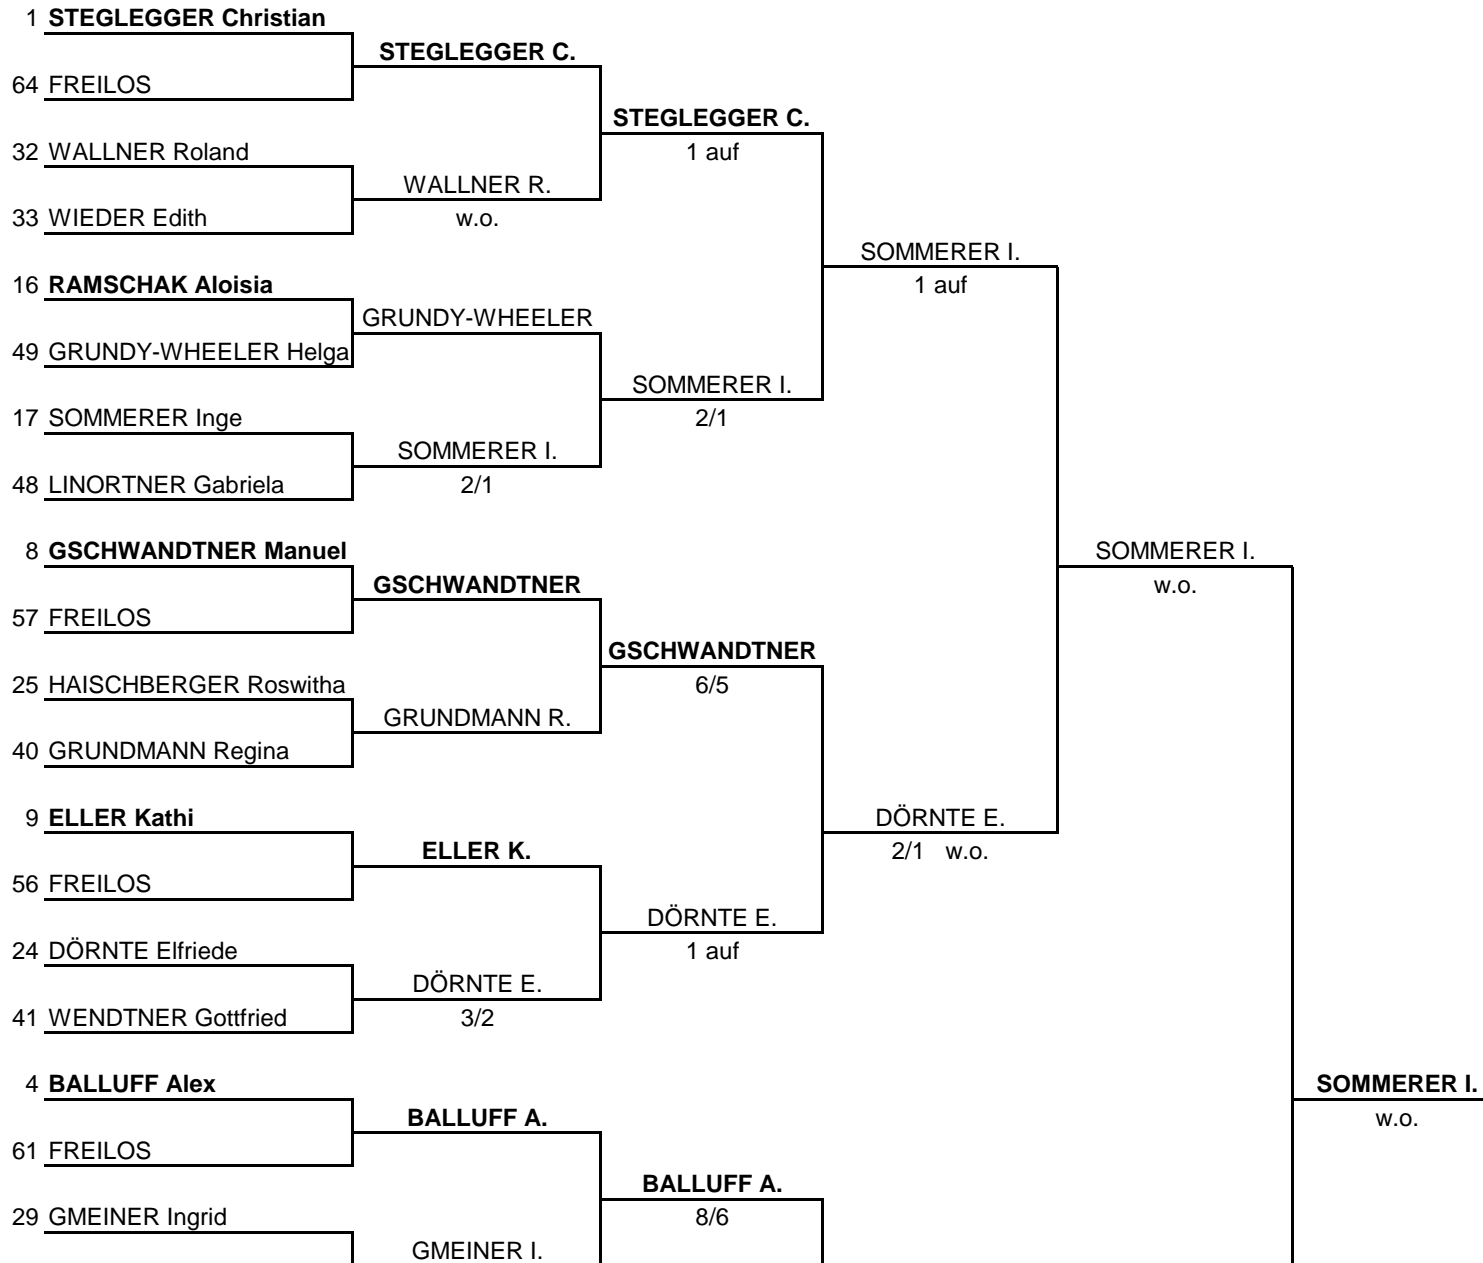 1 STEGLEGGER Christian
STEGLEGGER C.
64 FREILOS
STEGLEGGER C.
32 WALLNER Roland
1 auf
WALLNER R.
33 WIEDER Edith
w.o.
SOMMERER I.
16 RAMSCHAK Aloisia
1 auf
GRUNDY-WHEELER
49 GRUNDY-WHEELER Helga
SOMMERER I.
17 SOMMERER Inge
2/1
SOMMERER I.
48 LINORTNER Gabriela
2/1
8 GSCHWANDTNER Manuel
SOMMERER I.
GSCHWANDTNER
w.o.
57 FREILOS
GSCHWANDTNER
25 HAISCHBERGER Roswitha
6/5
GRUNDMANN R.
40 GRUNDMANN Regina
9 ELLER Kathi
DÖRNTE E.
ELLER K.
2/1 w.o.
56 FREILOS
DÖRNTE E.
24 DÖRNTE Elfriede
1 auf
DÖRNTE E.
41 WENDTNER Gottfried
3/2
4 BALLUFF Alex
SOMMERER I.
BALLUFF A.
w.o.
61 FREILOS
BALLUFF A.
29 GMEINER Ingrid
8/6
GMEINER I.